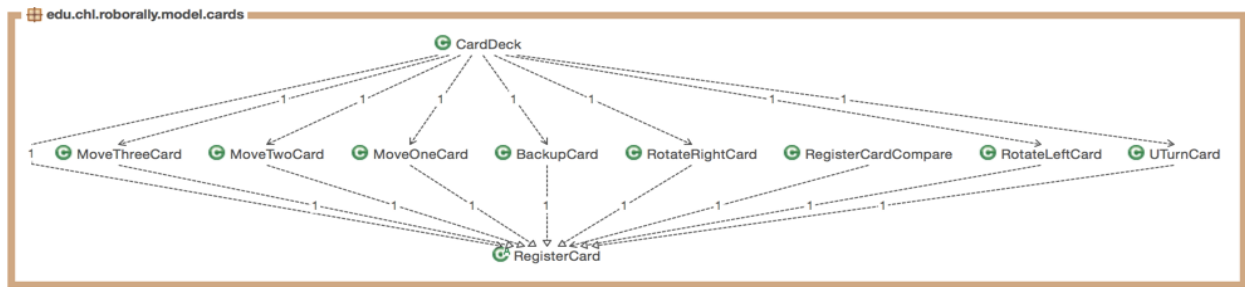 edu.chl.roborally.model.cards
CardDeck
1 1 1 1 1 1 1
1 MoveThreeCard MoveTwoCard MoveOneCard BackupCard RotateRightCard RegisterCardCompare RotateLeftCard UTurnCard
1 1 1 1 1 1 1 1
RegisterCard